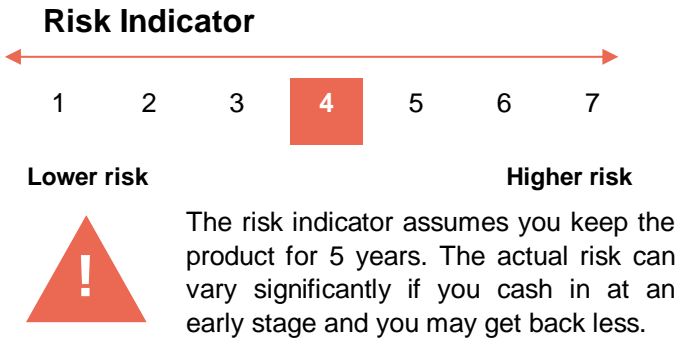 Risk Indicator
1 2 3 4 5 6 7
Lower risk Higher risk
!
The risk indicator assumes you keep the
product for 5 years. The actual risk can
vary significantly if you cash in at an
early stage and you may get back less.